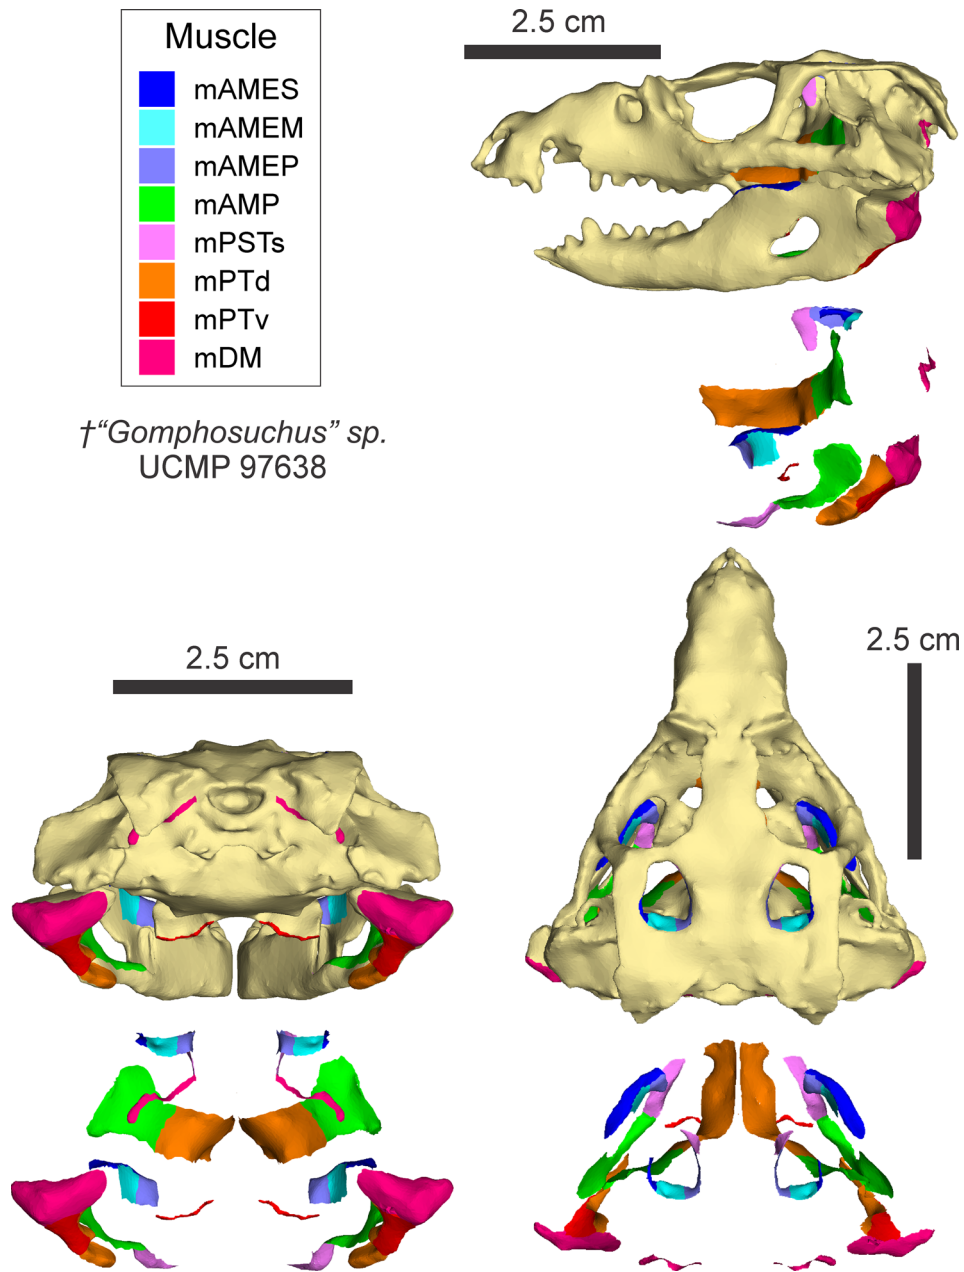 Muscle
mAMES
mAMEM
mAMEP
mAMP
mPSTs
mPTd
mPTv
mDM
†“Gomphosuchus” sp.
UCMP 97638
2.5 cm
2.5 cm
2.5 cm